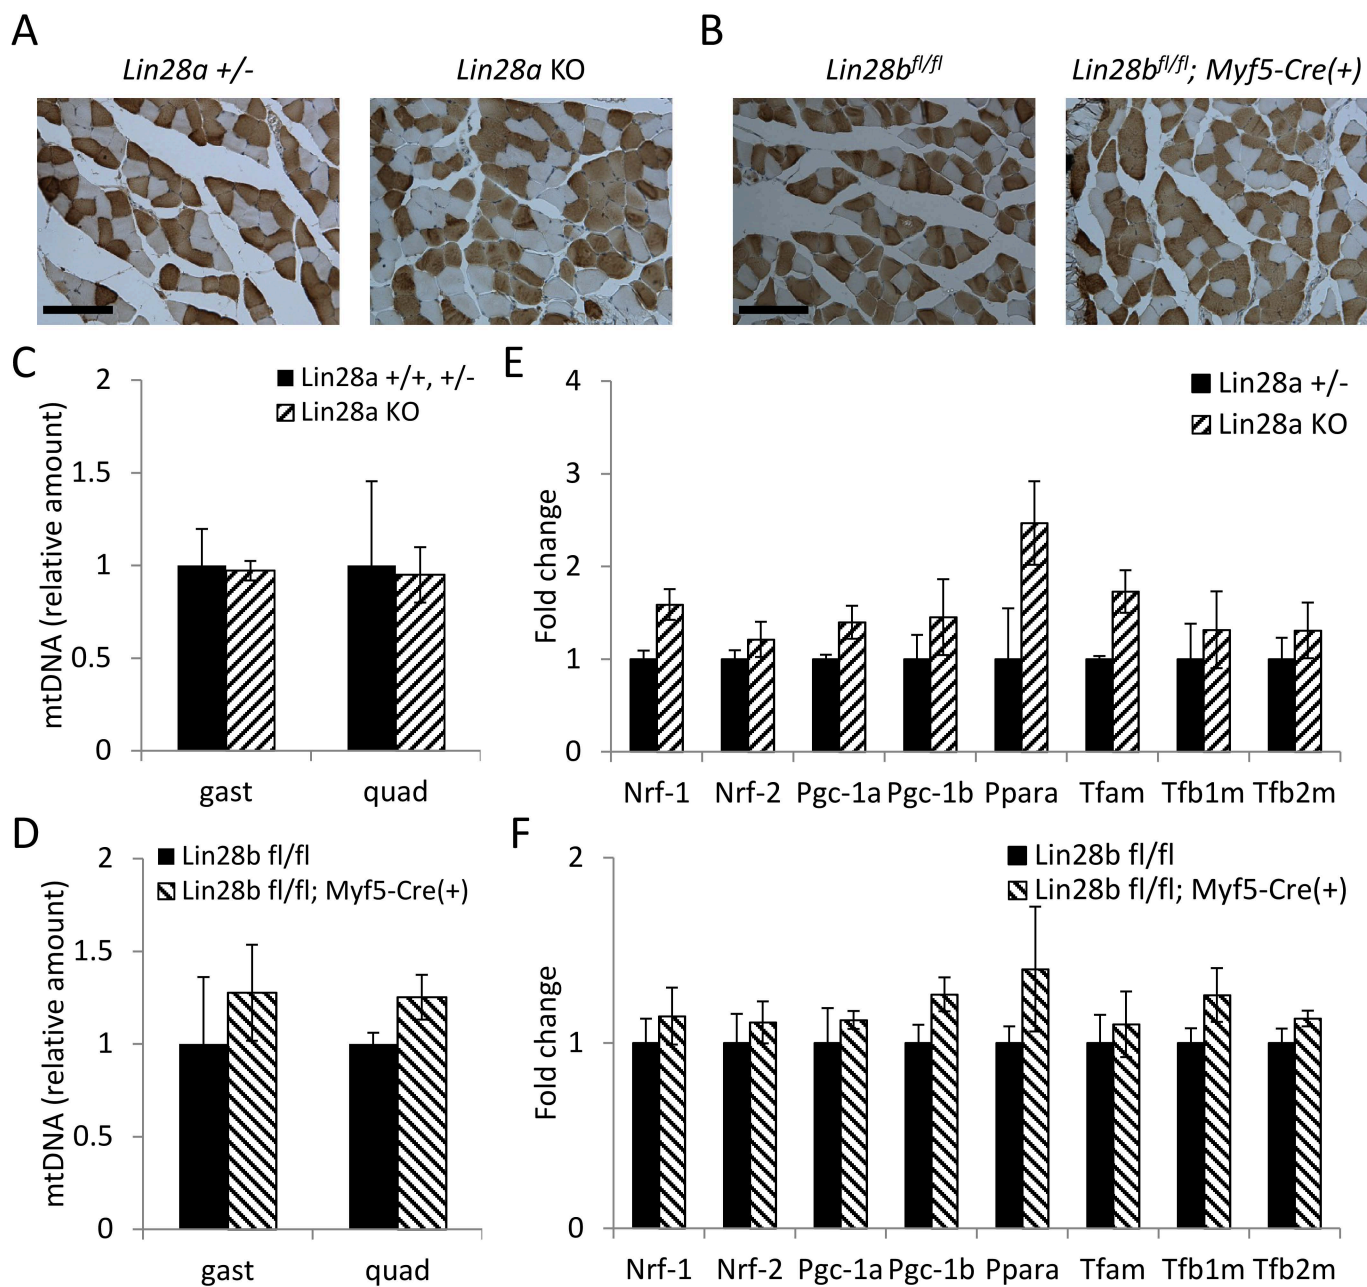 A
B
Lin28a +/-
Lin28a KO
Lin28bfl/fl
Lin28bfl/fl; Myf5-Cre(+)
C
mtDNA (relative amount)
2
1.5
1
0.5
0
Lin28a +/+, +/-
Lin28a KO
gast
quad
E
Fold change
4
3
2
1
0
Lin28a +/-
Lin28a KO
Nrf-1 Nrf-2 Pgc-1a Pgc-1b Ppara Tfam Tfb1m Tfb2m
D
mtDNA (relative amount)
2
1.5
1
0.5
0
Lin28b fl/fl
Lin28b fl/fl; Myf5-Cre(+)
gast
quad
F
Fold change
2
1
0
Lin28b fl/fl
Lin28b fl/fl; Myf5-Cre(+)
Nrf-1 Nrf-2 Pgc-1a Pgc-1b Ppara Tfam Tfb1m Tfb2m